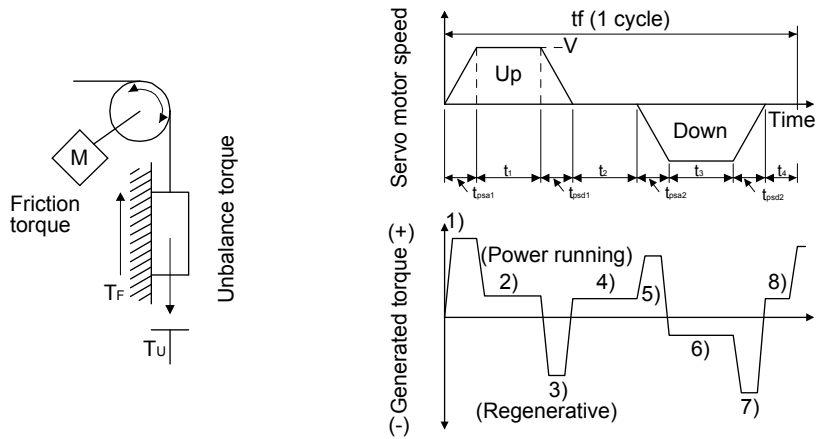 M
Friction
torque
TF
TU
Unbalance torque
Servo motor speed
tf (1 cycle)
V
Up
Down
Time
t1
t2
t3
t4
tpsa1
tpsd1
tpsa2
tpsd2
(+)
Generated torque
(-)
1)
(Power running)
2)
4)
5)
8)
6)
3)
7)
(Regenerative)